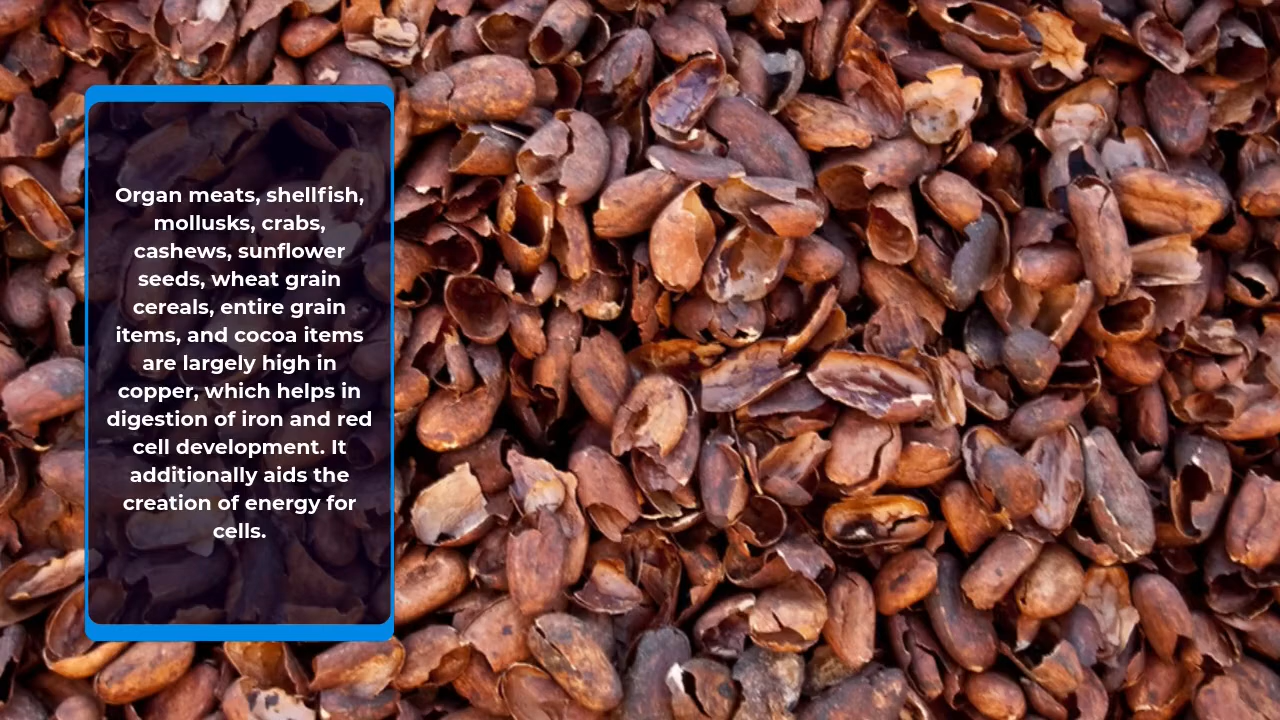 Organ meats, shellfish,
mollusks, crabs,
cashews, sunflower
seeds, wheat grain
cereals, entire grain
items, and cocoa items
are largely high in
copper, which helps in
digestion of iron and red
cell development. It
additionally aids the
creation of energy for
cells.